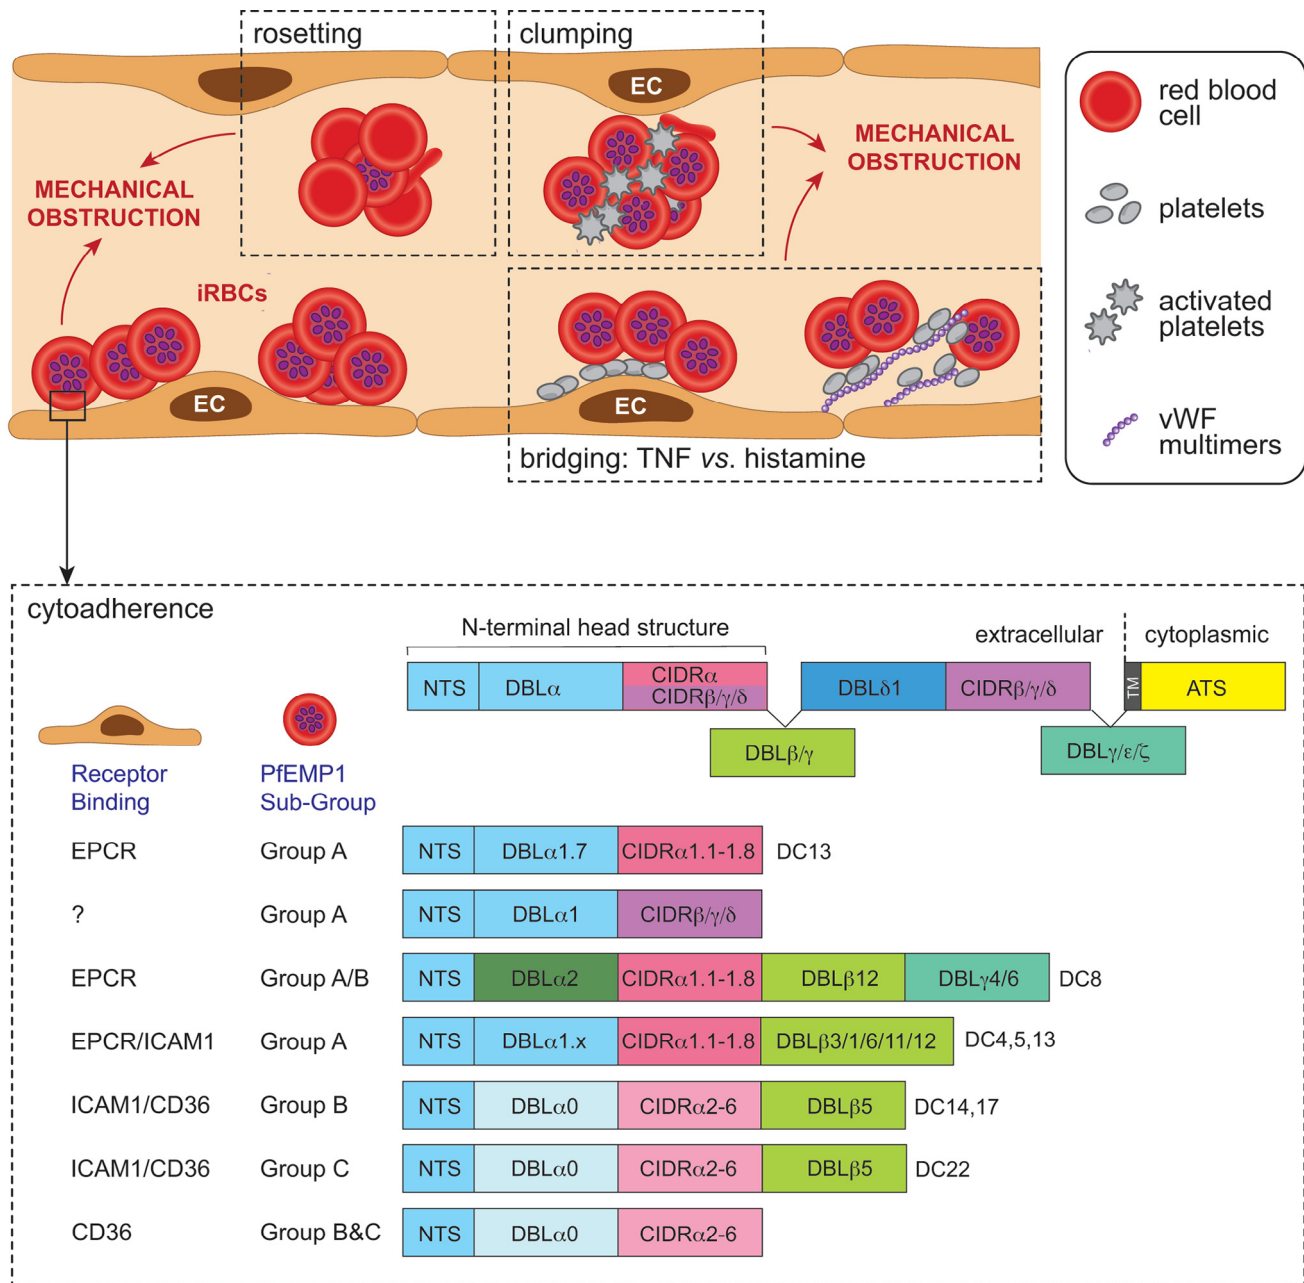 rosetting
clumping
EC
MECHANICAL
OBSTRUCTION
MECHANICAL
OBSTRUCTION
iRBCs
EC
EC
bridging: TNF vs. histamine
red blood
cell
platelets
activated
platelets
vWF
multimers
cytoadherence
N-terminal head structure
extracellular
cytoplasmic
NTS
DBLα
CIDRα
CIDRβ/γ/δ
DBLβ/γ
DBLδ1
CIDRβ/γ/δ
DBLγ/ε/ζ
TM
ATS
Receptor
Binding
PfEMP1
Sub-Group
EPCR Group A NTS DBLα1.7 CIDRα1.1-1.8 DC13
? Group A NTS DBLα1 CIDRβ/γ/δ
EPCR Group A/B NTS DBLα2 CIDRα1.1-1.8 DBLβ12 DBLγ4/6 DC8
EPCR/ICAM1 Group A NTS DBLα1.x CIDRα1.1-1.8 DBLβ3/1/6/11/12 DC4,5,13
ICAM1/CD36 Group B NTS DBLα0 CIDRα2-6 DBLβ5 DC14,17
ICAM1/CD36 Group C NTS DBLα0 CIDRα2-6 DBLβ5 DC22
CD36 Group B&C NTS DBLα0 CIDRα2-6